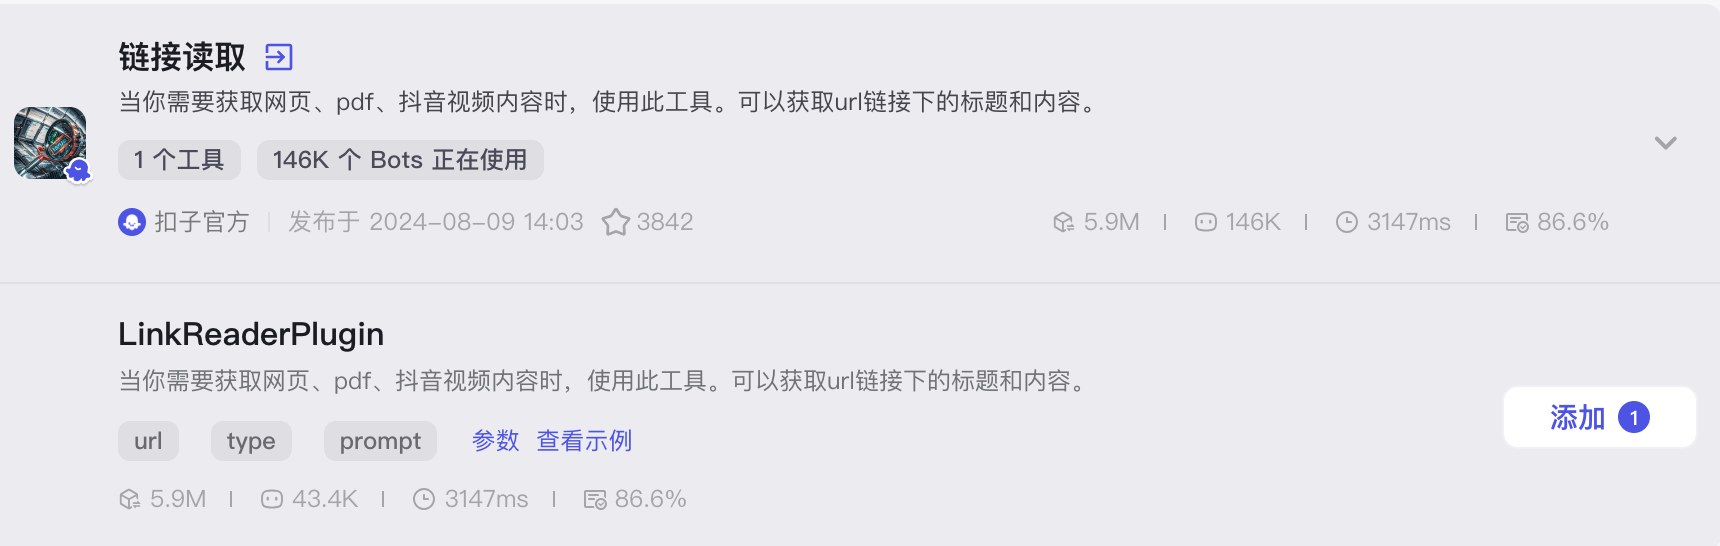 链接读取
当你需要获取网页、pdf、抖音视频内容时，使用此工具。可以获取url链接下的标题和内容。
1 个工具 146K 个 Bots 正在使用
扣子官方 发布于 2024-08-09 14:03 3842 5.9M 146K 3147ms 86.6%
LinkReaderPlugin
当你需要获取网页、pdf、抖音视频内容时，使用此工具。可以获取url链接下的标题和内容。
添加 1
url type prompt 参数 查看示例
5.9M 43.4K 3147ms 86.6%